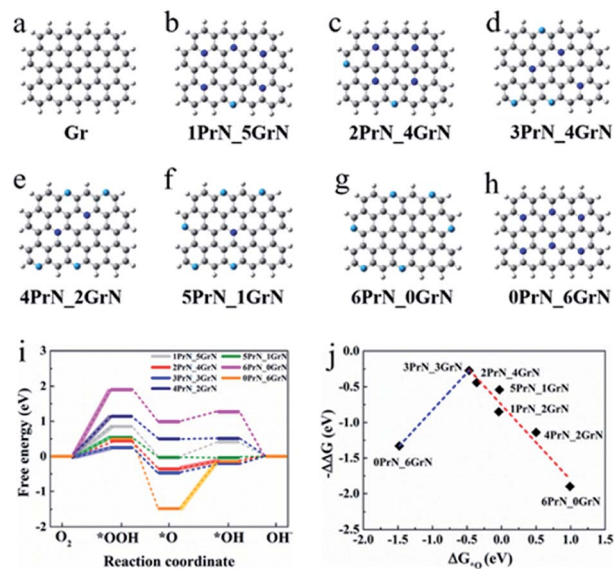 a b c d
Gr 1PrN_5GrN 2PrN_4GrN 3PrN_4GrN
e f g h
4PrN_2GrN 5PrN_1GrN 6PrN_0GrN 0PrN_6GrN
i
3
2
1
0
-1
-2
Free energy (eV)
1PrN_5GrN 5PrN_1GrN
2PrN_4GrN 6PrN_0GrN
3PrN_3GrN 0PrN_6GrN
4PrN_2GrN
O2 *OOH *O *OH OH-
Reaction coordinate
j
-0.0
-0.5
-1.0
-1.5
-2.0
-2.5
-ΔΔG (eV)
3PrN_3GrN 2PrN_4GrN
5PrN_1GrN
1PrN_2GrN
4PrN_2GrN
0PrN_6GrN
6PrN_0GrN
-1.5 -1.0 -0.5 0.0 0.5 1.0 1.5
ΔG*O (eV)